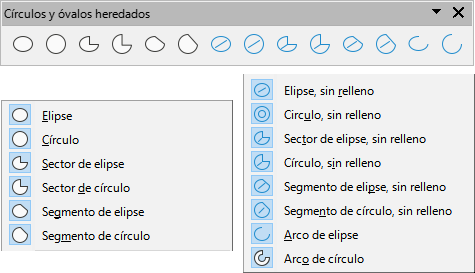 Círculos y óvalos heredados
Elipse
Círculo
Sector de elipse
Sector de círculo
Segmento de elipse
Segmento de círculo
Elipse, sin relleno
Circulo, sin relleno
Sector de elipse, sin relleno
Círculo, sin relleno
Segmento de elipse, sin relleno
Segmento de círculo, sin relleno
Arco de elipse
Arco de círculo